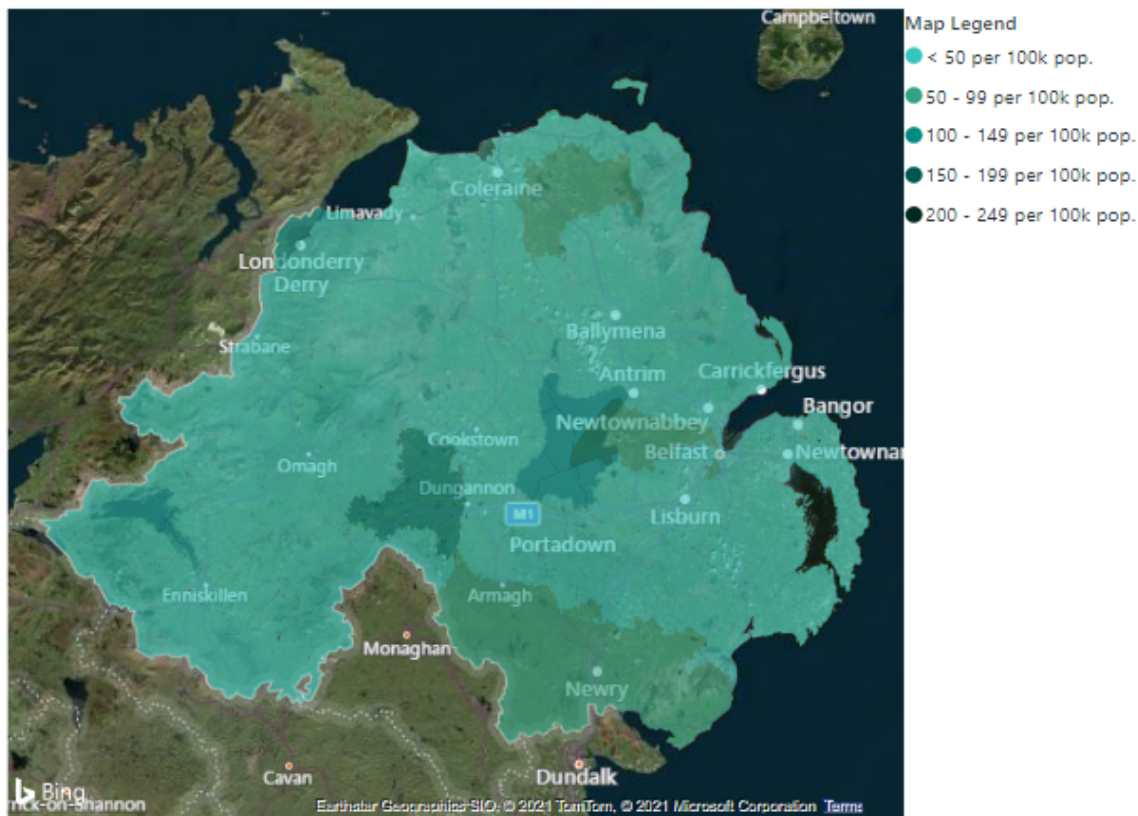 Campbeltown
Map Legend
< 50 per 100k pop.
50 - 99 per 100k pop.
100 - 149 per 100k pop.
150 - 199 per 100k pop.
200 - 249 per 100k pop.
Coleraine
Limavady
Londonderry
Derry
Ballymena
Strabane
Antrim
Carrickfergus
Newtownabbey
Bangor
Cookstown
Belfast
Newtownar
Omagh
Dungannon
M1
Lisburn
Portadown
Enniskillen
Armagh
Monaghan
Newry
Cavan
Dundalk
Bing
rrick-on-Shannon
Earthstar Geographics SIO, © 2021 TomTom, © 2021 Microsoft Corporation Terms